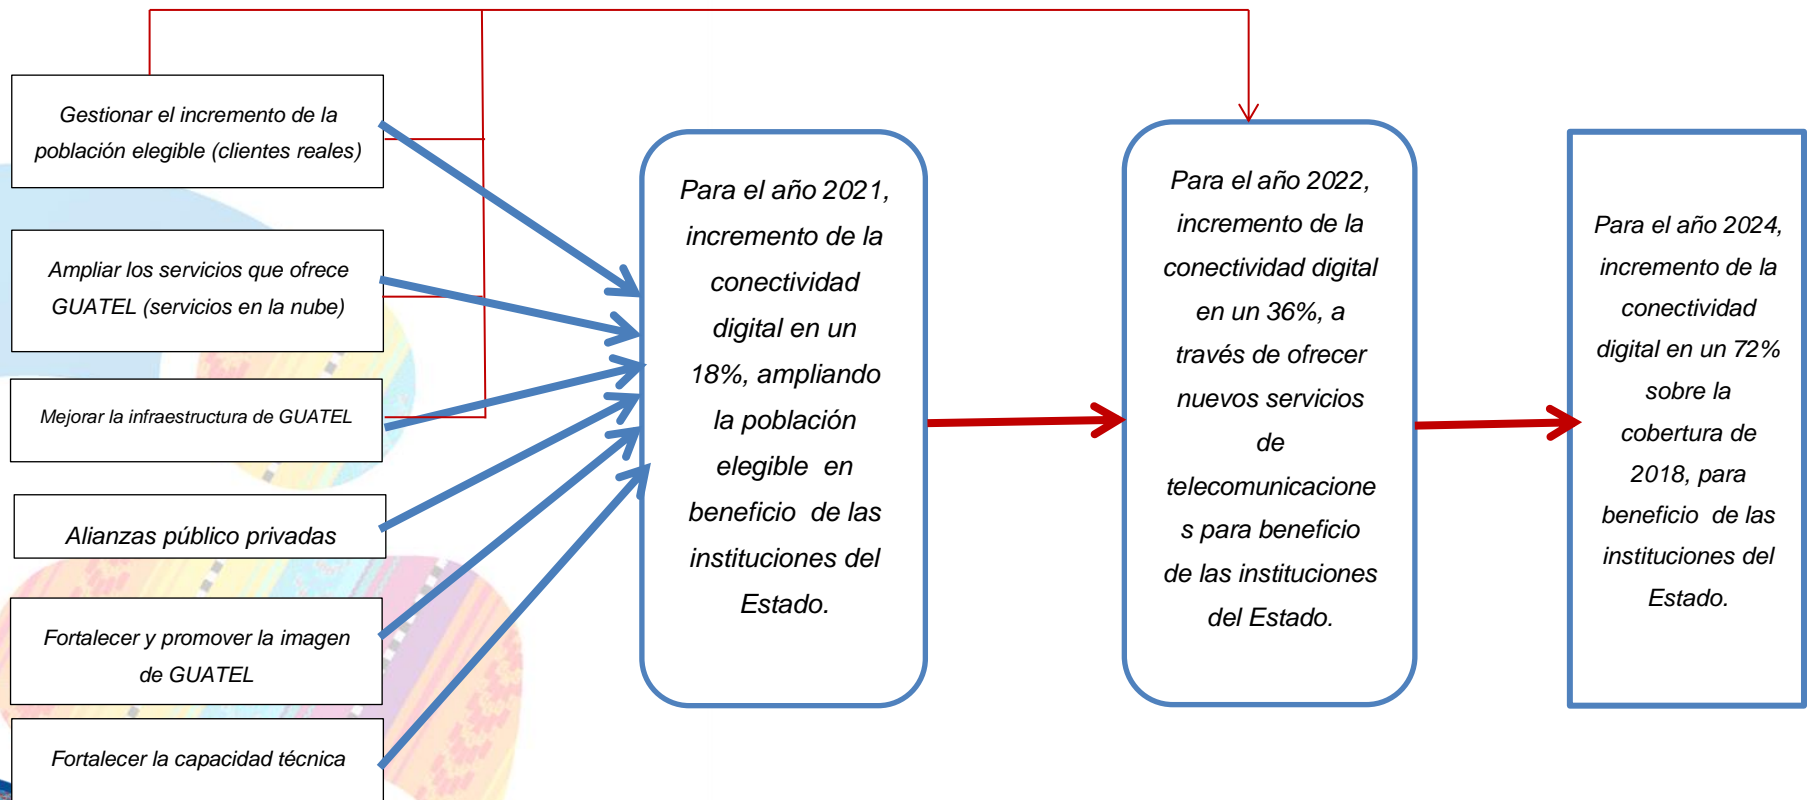 Gestionar el incremento de la
población elegible (clientes reales)
Ampliar los servicios que ofrece
GUATEL (servicios en la nube)
Mejorar la infraestructura de GUATEL
Alianzas público privadas
Fortalecer y promover la imagen
de GUATEL
Fortalecer la capacidad técnica
Para el año 2021,
incremento de la
conectividad
digital en un
18%, ampliando
la población
elegible en
beneficio de las
instituciones del
Estado.
Para el año 2022,
incremento de la
conectividad digital
en un 36%, a
través de ofrecer
nuevos servicios
de
telecomunicacione
s para beneficio
de las instituciones
del Estado.
Para el año 2024,
incremento de la
conectividad
digital en un 72%
sobre la
cobertura de
2018, para
beneficio de las
instituciones del
Estado.